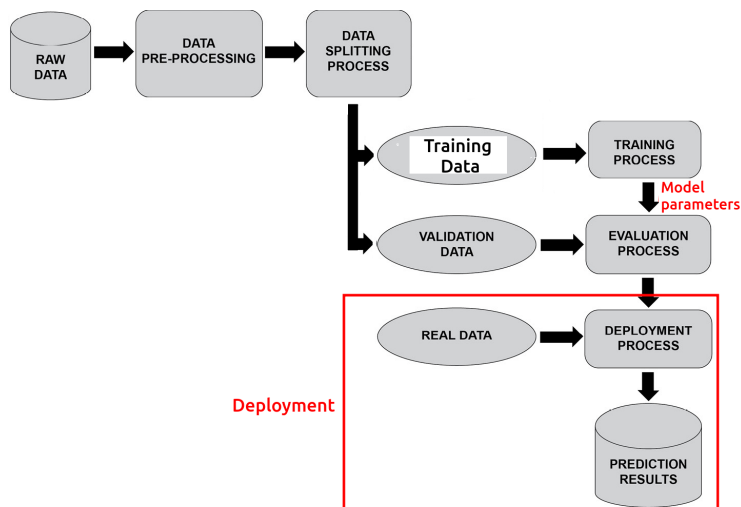 RAW
DATA
DATA
PRE-PROCESSING
DATA
SPLITTING
PROCESS
Training
Data
TRAINING
PROCESS
Model
parameters
VALIDATION
DATA
EVALUATION
PROCESS
REAL DATA
DEPLOYMENT
PROCESS
Deployment
PREDICTION
RESULTS